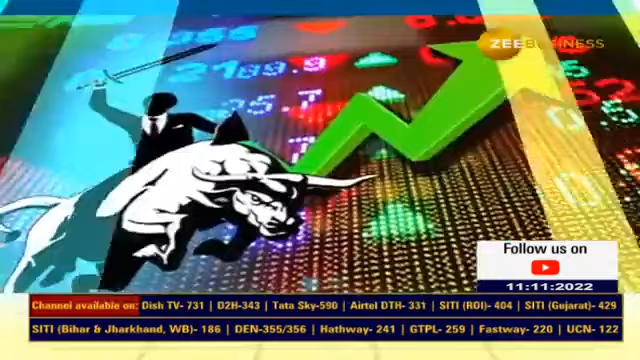 ZEEBUSINESS
2189.9
25.7
Follow us on
11:11:2022
Channel available on: Dish TV- 731 | D2H-343 | Tata Sky-590 | Airtel DTH- 331 | SITI (ROI)- 404 | SITI (Gujarat)- 429
SITI (Bihar & Jharkhand, WB)- 186 | DEN-355/356 | Hathway- 241 | GTPL- 259 | Fastway- 220 | UCN- 122